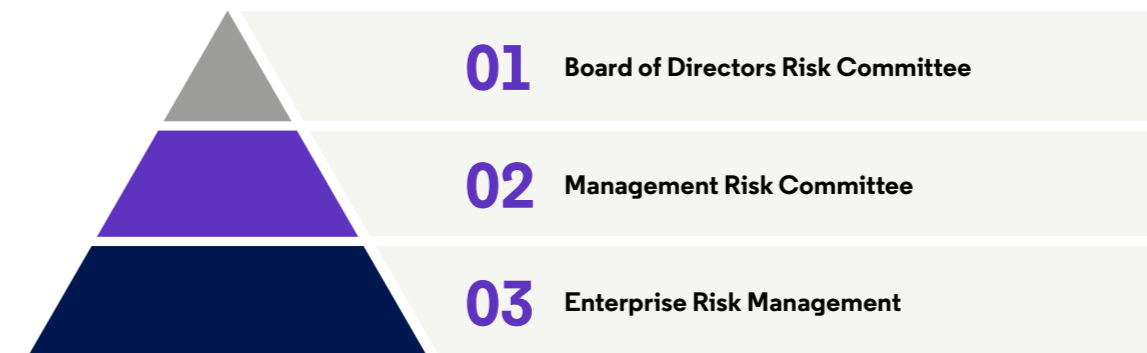 01 Board of Directors Risk Committee
02 Management Risk Committee
03 Enterprise Risk Management